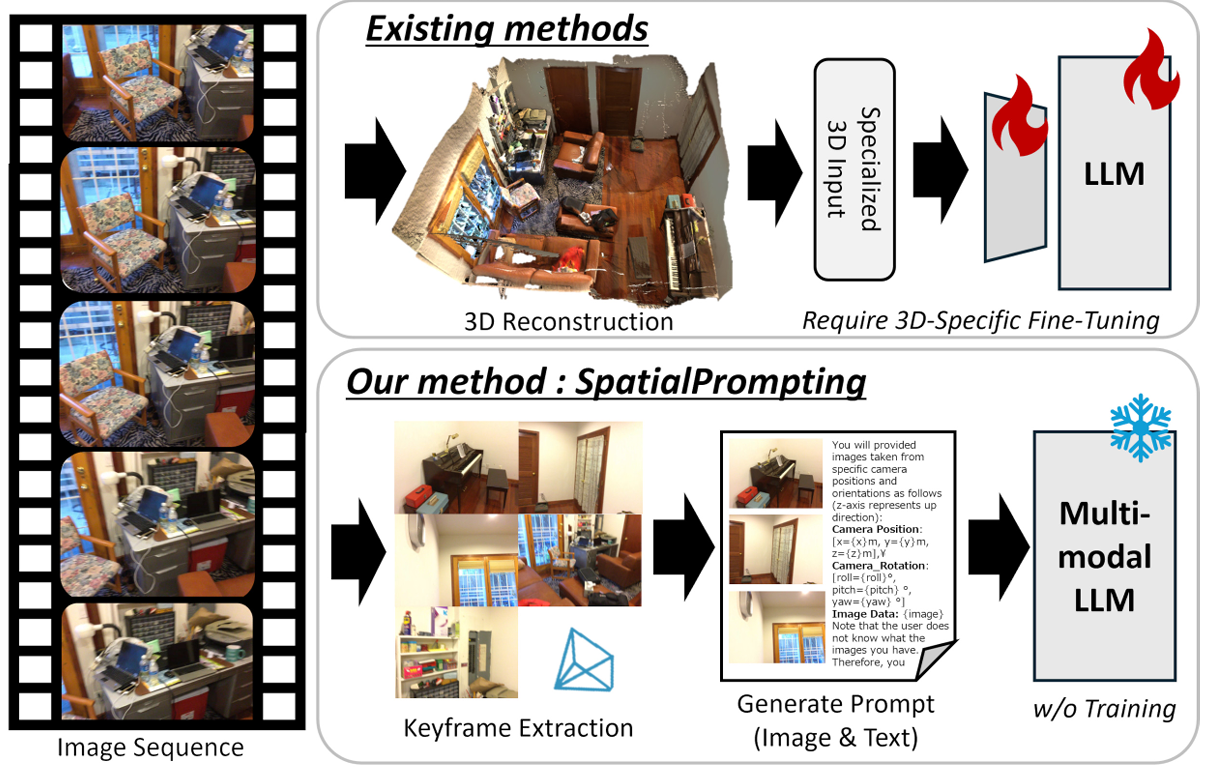 Existing methods
3D Reconstruction
Specialized
3D Input
LLM
Require 3D-Specific Fine-Tuning
Our method : SpatialPrompting
Keyframe Extraction
You will provided
images taken from
specific camera
positions and
orientations as follows
(z-axis represents up
direction):
Camera Position:
[x={x}m, y={y}m,
z={z}m],¥
Camera_Rotation:
[roll={roll}°,
pitch={pitch} °,
yaw={yaw} °]
Image Data: {image}
Note that the user does
not know what the
images you have.
Therefore, you
Generate Prompt
(Image & Text)
Multi-
modal
LLM
w/o Training
Image Sequence